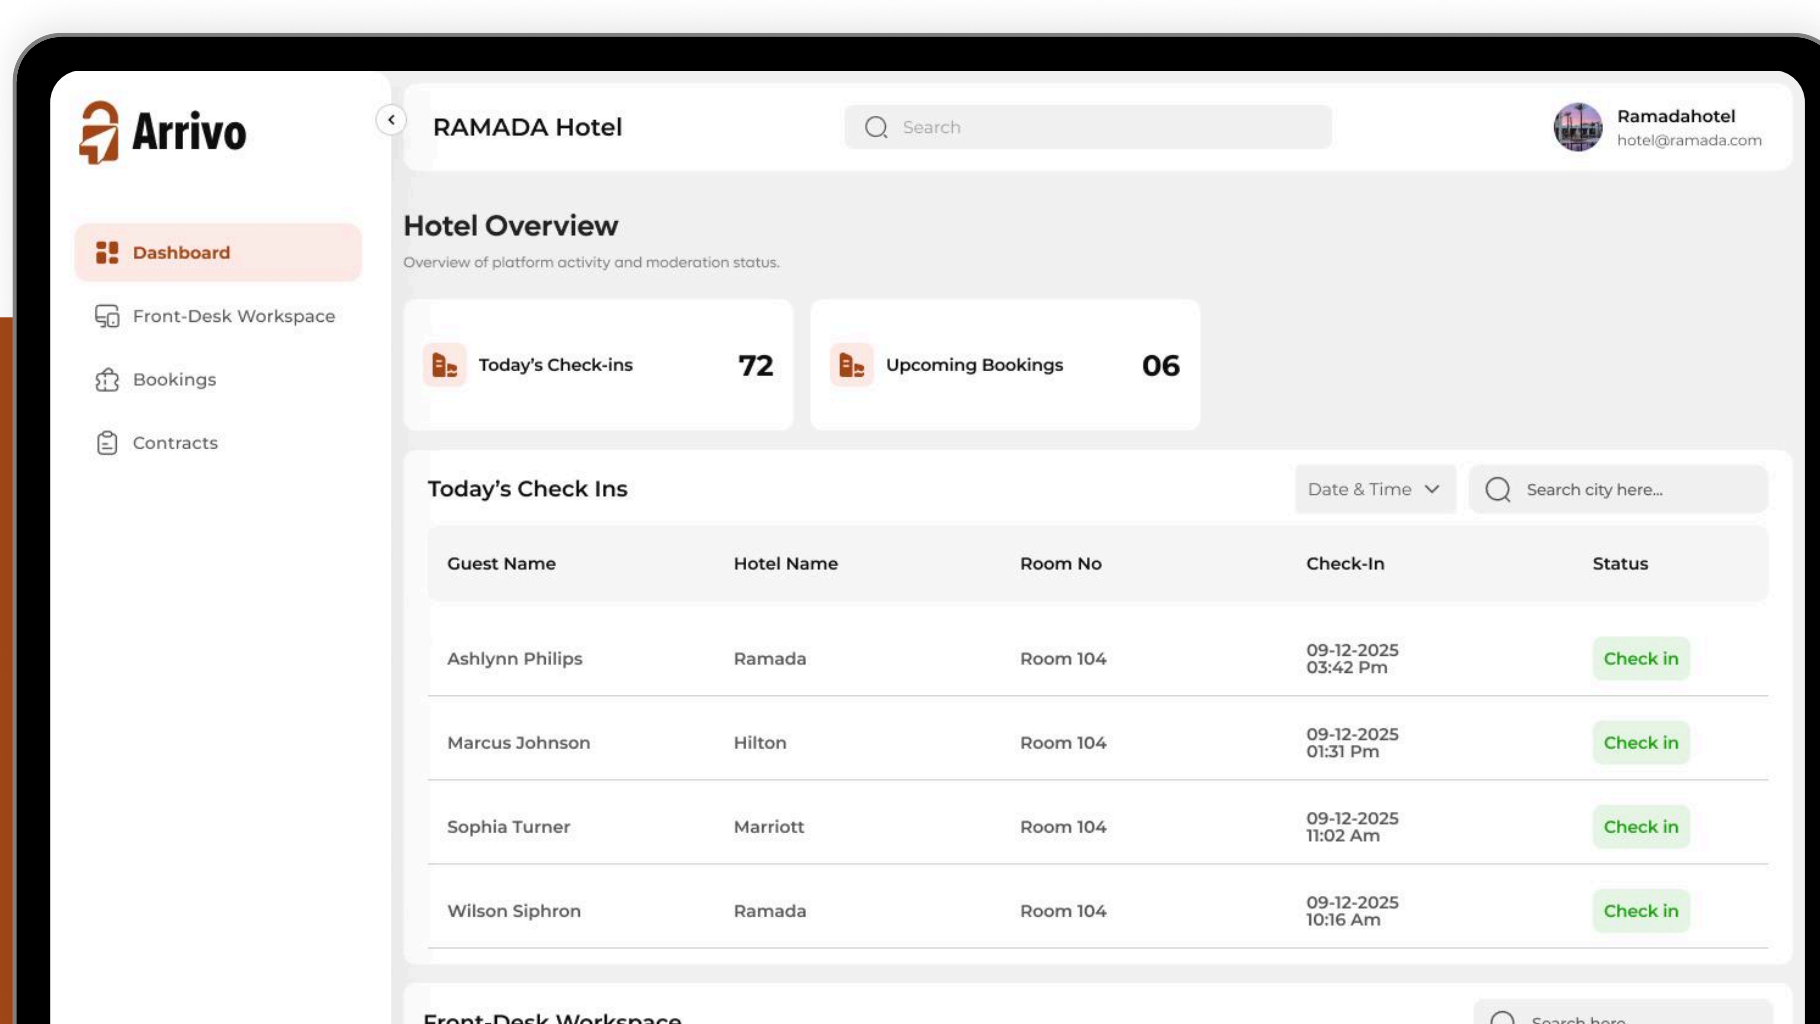 Arrivo
RAMADA Hotel
Search
Ramadahotel
hotel@ramada.com
Dashboard
Front-Desk Workspace
Bookings
Contracts
Hotel Overview
Overview of platform activity and moderation status.
Today's Check-ins 72
Upcoming Bookings 06
Today's Check Ins
Date & Time
Search city here...
Guest Name Hotel Name Room No Check-In Status
Ashlynn Philips Ramada Room 104 09-12-2025 03:42 Pm Check in
Marcus Johnson Hilton Room 104 09-12-2025 01:31 Pm Check in
Sophia Turner Marriott Room 104 09-12-2025 11:02 Am Check in
Wilson Siphron Ramada Room 104 09-12-2025 10:16 Am Check in
Front-Desk Workspace
Search here